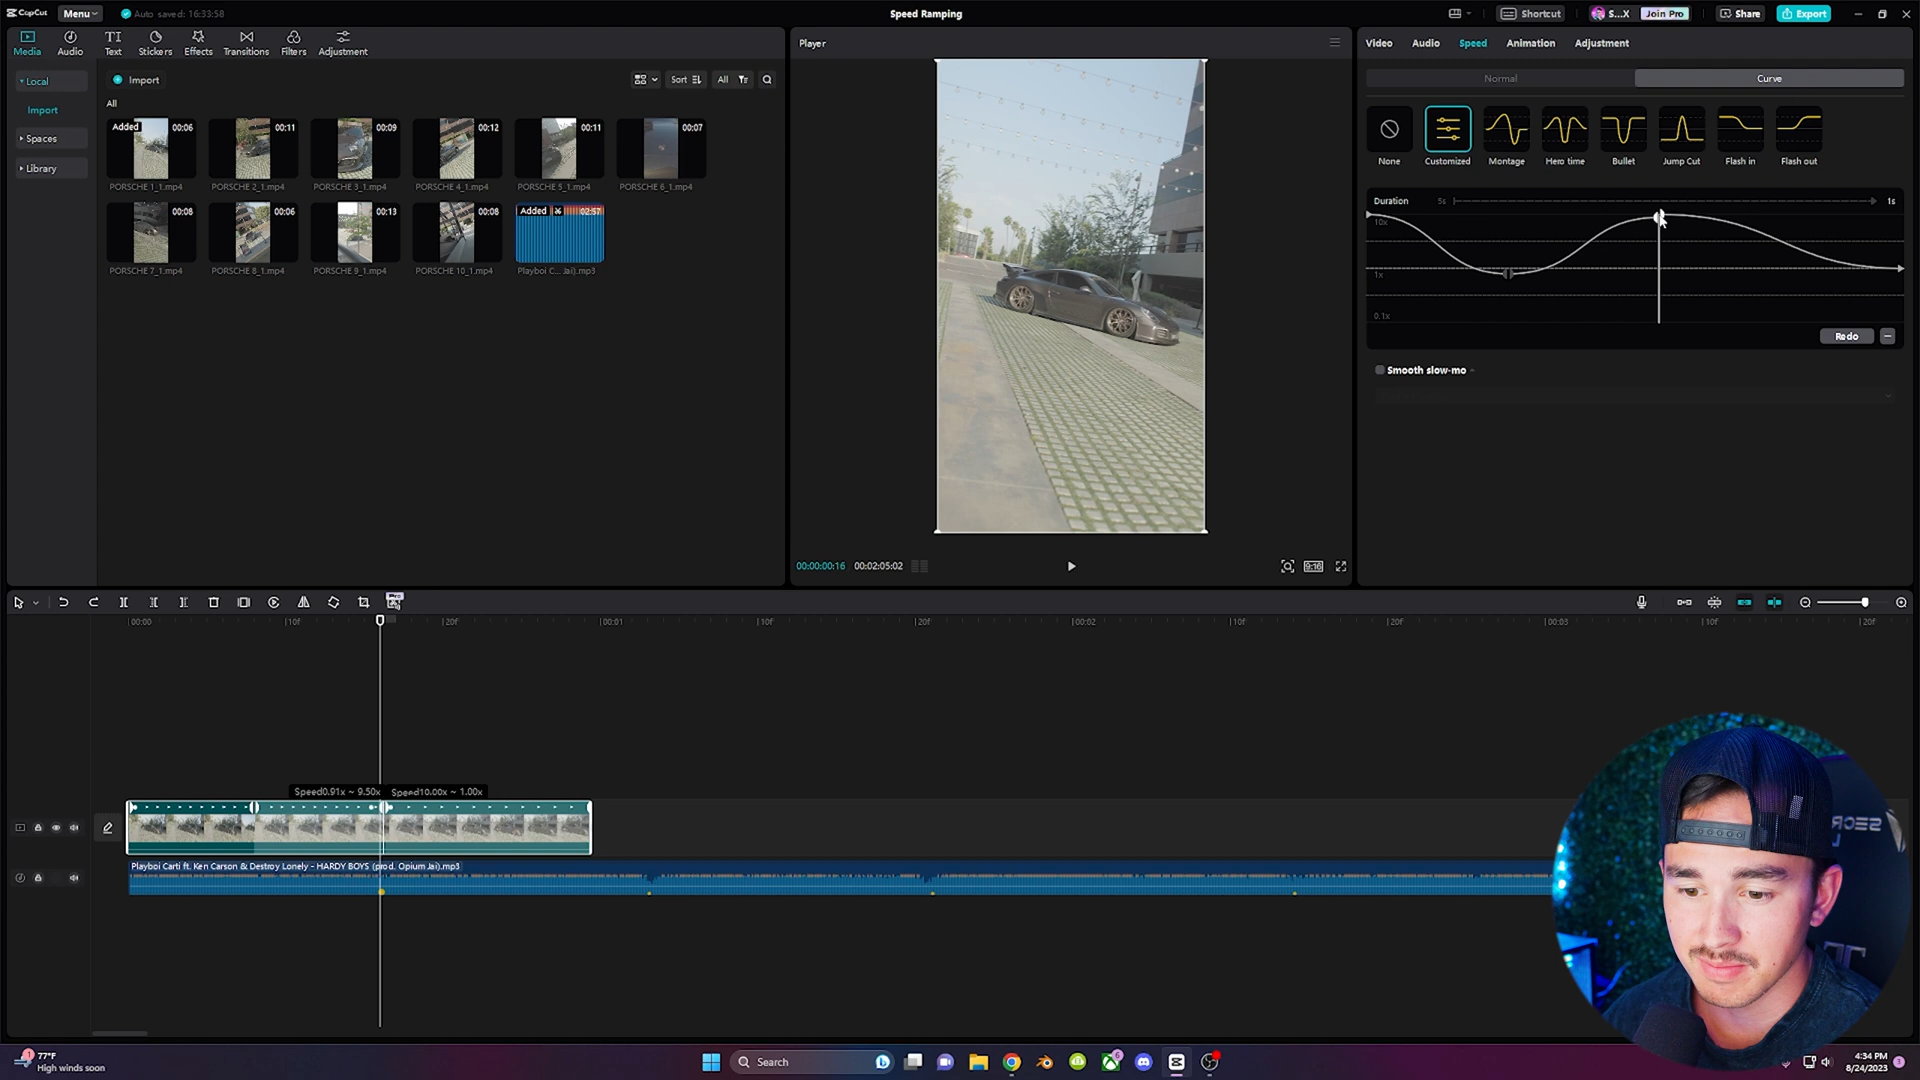 CapCut
Menu
Auto saved: 16:33:58
Speed Ramping
Shortcut
S...X
Join Pro
Share
Export
Media
Audio
Text
Stickers
Effects
Transitions
Filters
Adjustment
Local
Import
Spaces
Library
Import
Sort
All
All
Added
00:06
PORSCHE 1_1.mp4
00:11
PORSCHE 2_1.mp4
00:09
PORSCHE 3_1.mp4
00:12
PORSCHE 4_1.mp4
00:11
PORSCHE 5_1.mp4
00:07
PORSCHE 6_1.mp4
00:08
PORSCHE 7_1.mp4
00:06
PORSCHE 8_1.mp4
00:13
PORSCHE 9_1.mp4
00:08
PORSCHE 10_1.mp4
Added
02:57
Playboi C... Jai).mp3
Player
00:00:00:16
00:02:05:02
9:16
Video
Audio
Speed
Animation
Adjustment
Normal
Curve
None
Customized
Montage
Hero time
Bullet
Jump Cut
Flash in
Flash out
Duration
5s
1s
10x
1x
0.1x
Redo
Smooth slow-mo
00:00
10f
20f
00:01
10f
20f
00:02
10f
20f
00:03
10f
20f
Speed0.91x ~ 9.50x
Speed10.00x ~ 1.00x
Playboi Carti ft. Ken Carson & Destroy Lonely - HARDY BOYS (prod. Opium Jai).mp3
77°F
High winds soon
Search
4:34 PM
8/24/2023